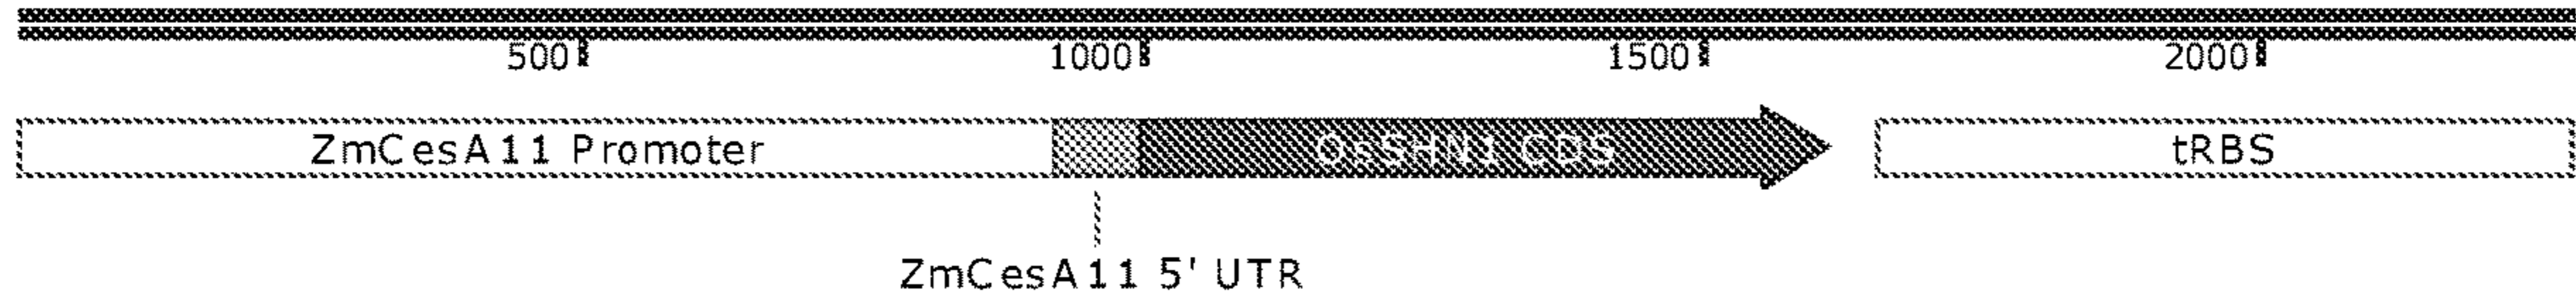 500 1000 1500 2000
ZmCesA11 Promoter OsSHN1 CDS tRBS
ZmCesA11 5' UTR